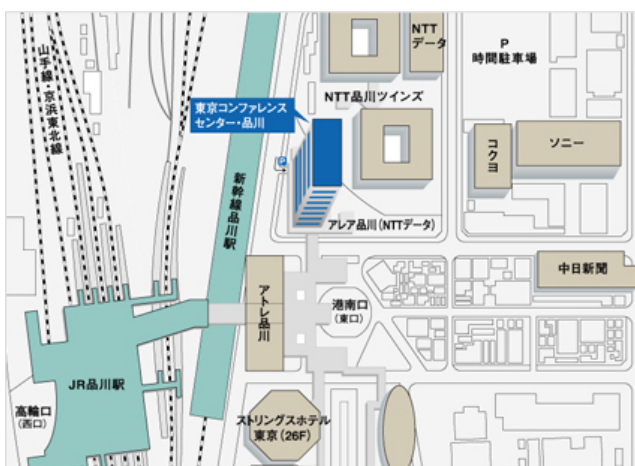 山手線・京浜東北線
NTT
データ
P
時間駐車場
NTT品川ツインズ
東京コンファレンス
センター・品川
P
コクヨ
ソニー
新幹線品川駅
アレア品川(NTTデータ)
中日新聞
アトレ品川
港南口
(東口)
JR品川駅
高輪口
(西口)
ストリングスホテル
東京(26F)